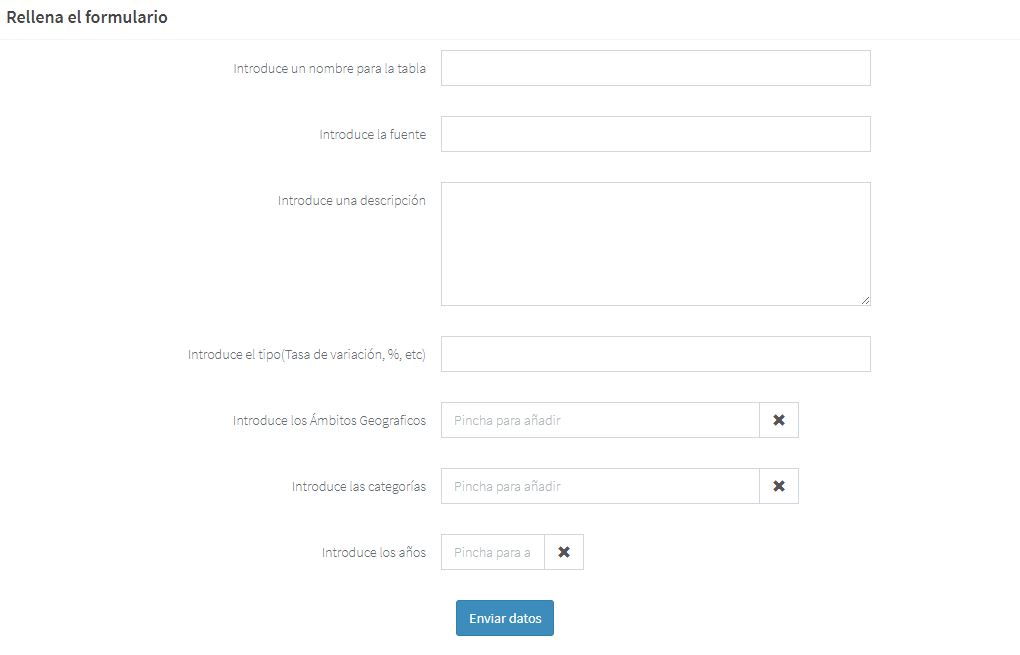 Rellena el formulario
Introduce un nombre para la tabla
Introduce la fuente
Introduce una descripción
Introduce el tipo(Tasa de variación, %, etc)
Introduce los Ámbitos Geograficos Pincha para añadir
Introduce las categorías Pincha para añadir
Introduce los años Pincha para a
Enviar datos